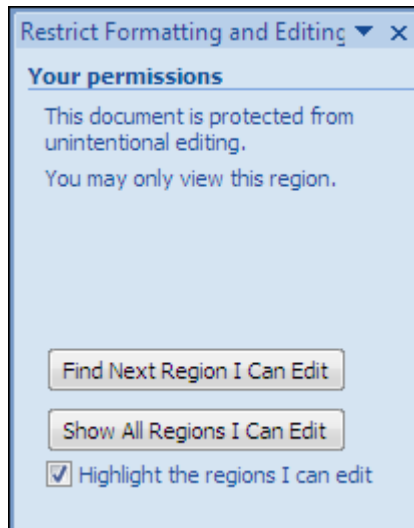 Restrict Formatting and Editing
Your permissions
This document is protected from
unintentional editing.
You may only view this region.
Find Next Region I Can Edit
Show All Regions I Can Edit
Highlight the regions I can edit